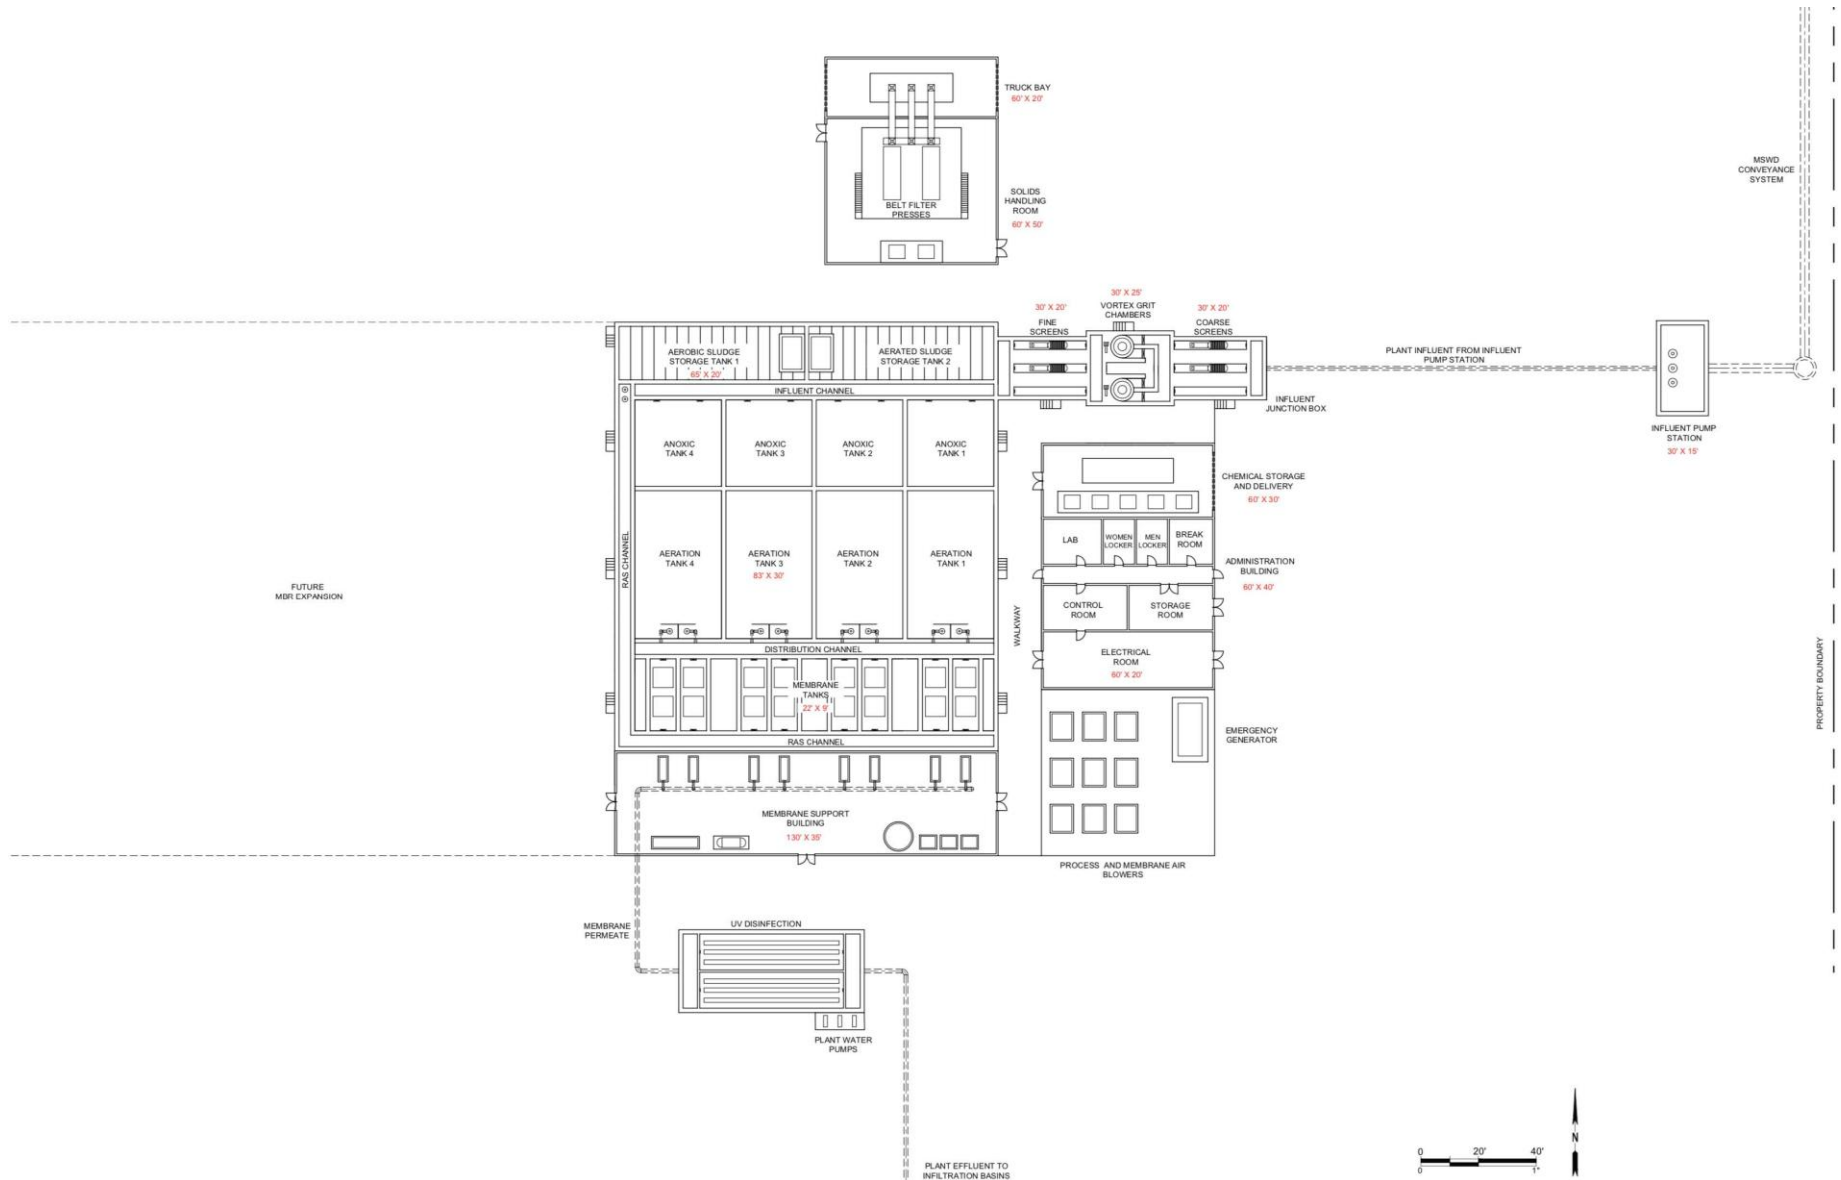 TRUCK BAY
60' X 20'
MSWD
CONVEYANCE
SYSTEM
SOLIDS
HANDLING
ROOM
60' X 50'
BELT FILTER
PRESSES
30' X 25'
VORTEX GRIT
CHAMBERS
30' X 20'
FINE
SCREENS
30' X 20'
COARSE
SCREENS
AEROBIC SLUDGE
STORAGE TANK 1
65' X 20'
AERATED SLUDGE
STORAGE TANK 2
PLANT INFLUENT FROM INFLUENT
PUMP STATION
INFLUENT CHANNEL
INFLUENT
JUNCTION BOX
INFLUENT PUMP
STATION
30' X 15'
ANOXIC
TANK 4
ANOXIC
TANK 3
ANOXIC
TANK 2
ANOXIC
TANK 1
CHEMICAL STORAGE
AND DELIVERY
60' X 30'
RAS CHANNEL
AERATION
TANK 4
AERATION
TANK 3
83' X 30'
AERATION
TANK 2
AERATION
TANK 1
LAB
WOMEN
LOCKER
MEN
LOCKER
BREAK
ROOM
ADMINISTRATION
BUILDING
60' X 40'
FUTURE
MBR EXPANSION
WALKWAY
CONTROL
ROOM
STORAGE
ROOM
DISTRIBUTION CHANNEL
ELECTRICAL
ROOM
60' X 20'
PROPERTY BOUNDARY
MEMBRANE
TANKS
22' X 9'
RAS CHANNEL
EMERGENCY
GENERATOR
MEMBRANE SUPPORT
BUILDING
130' X 35'
PROCESS AND MEMBRANE AIR
BLOWERS
MEMBRANE
PERMEATE
UV DISINFECTION
PLANT WATER
PUMPS
PLANT EFFLUENT TO
INFILTRATION BASINS
N
0 20' 40'
0 1"